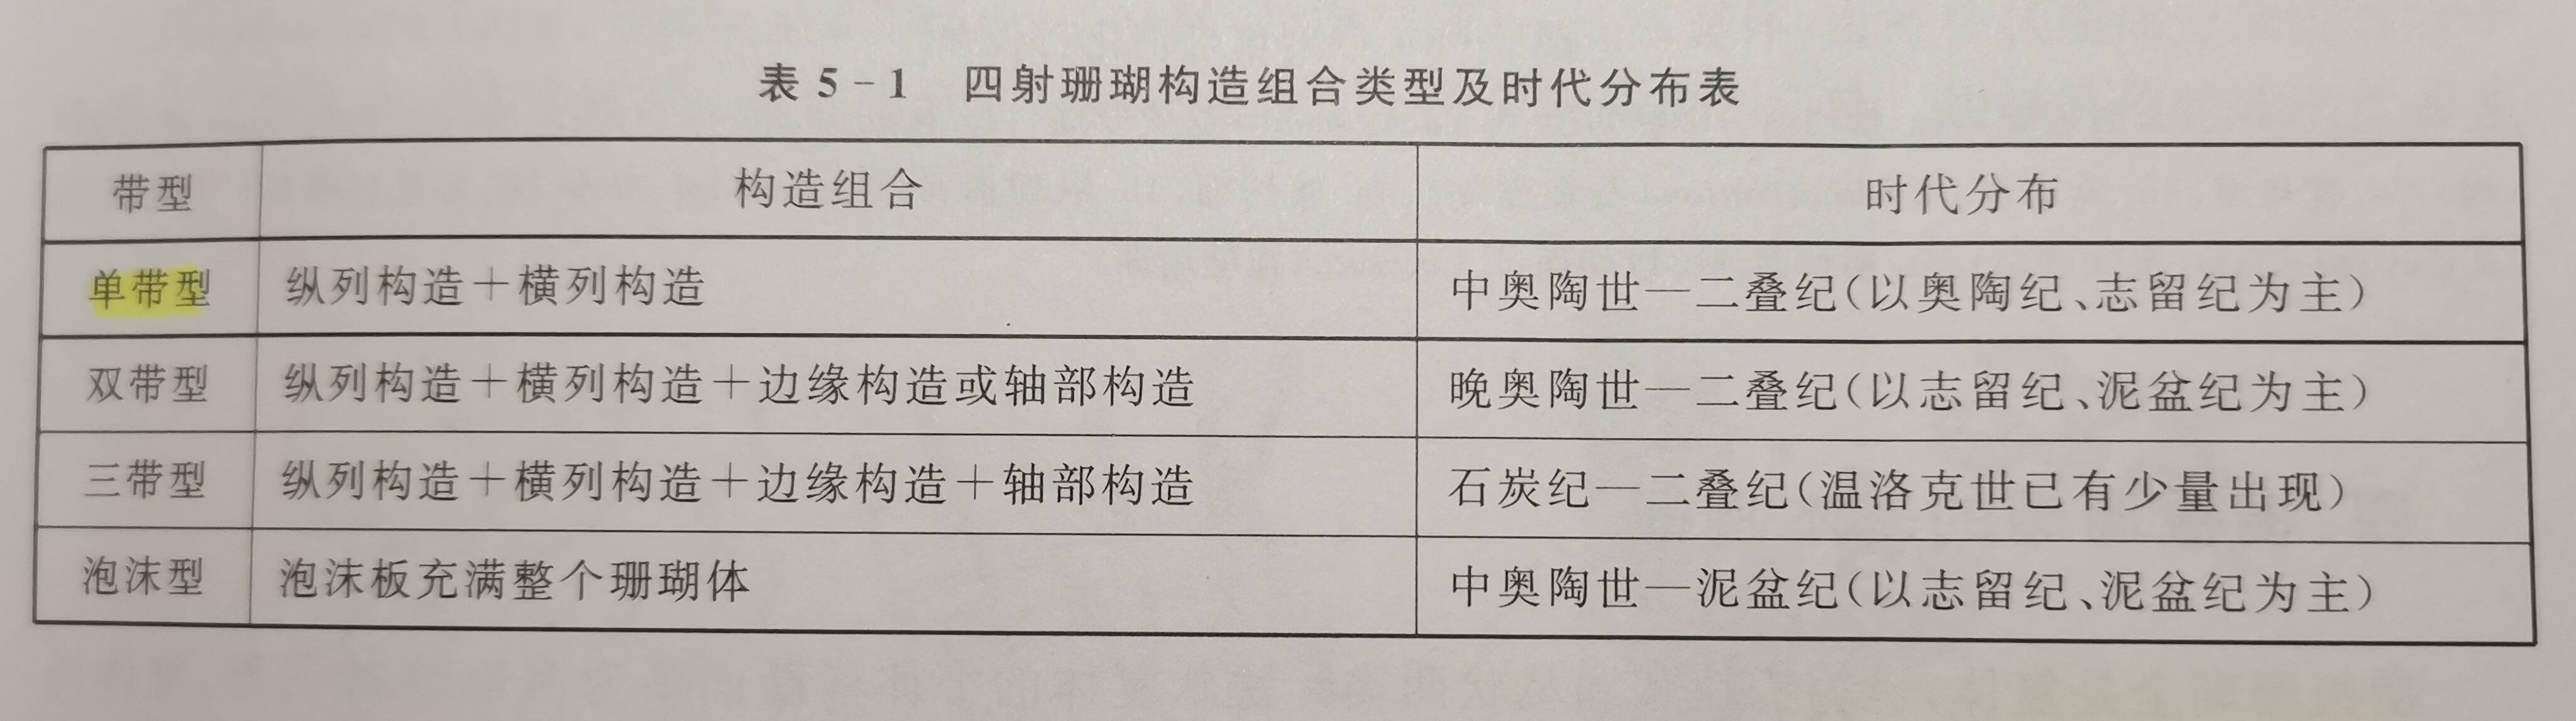 表 5-1 四射珊瑚构造组合类型及时代分布表
带型 构造组合 时代分布
单带型 纵列构造+横列构造 中奥陶世—二叠纪(以奥陶纪、志留纪为主)
双带型 纵列构造+横列构造+边缘构造或轴部构造 晚奥陶世—二叠纪(以志留纪、泥盆纪为主)
三带型 纵列构造+横列构造+边缘构造+轴部构造 石炭纪—二叠纪(温洛克世已有少量出现)
泡沫型 泡沫板充满整个珊瑚体 中奥陶世—泥盆纪(以志留纪、泥盆纪为主)